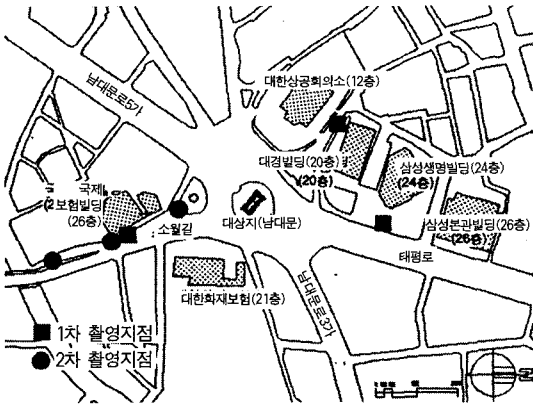 대한상공회의소(12층)
남대문로5가
대경빌딩(20층)
(20층)
삼성생명빌딩(24층)
(24층)
국제
보험빌딩
(26층)
소월길
대상지(남대문)
삼성본관빌딩(26층)
(26층)
태평로
대한화재보험(21층)
남대문로3가
1차 촬영지점
2차 촬영지점